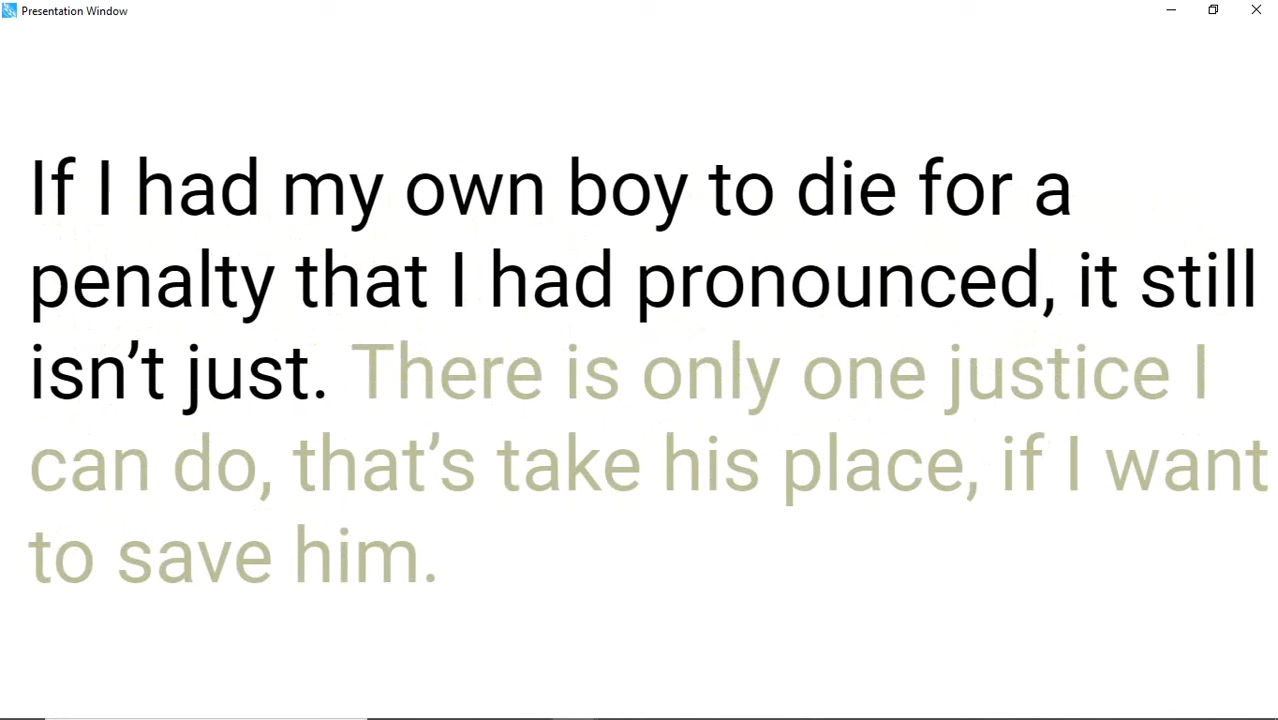 Presentation Window
If I had my own boy to die for a
penalty that I had pronounced, it still
isn’t just. There is only one justice I
can do, that’s take his place, if I want
to save him.